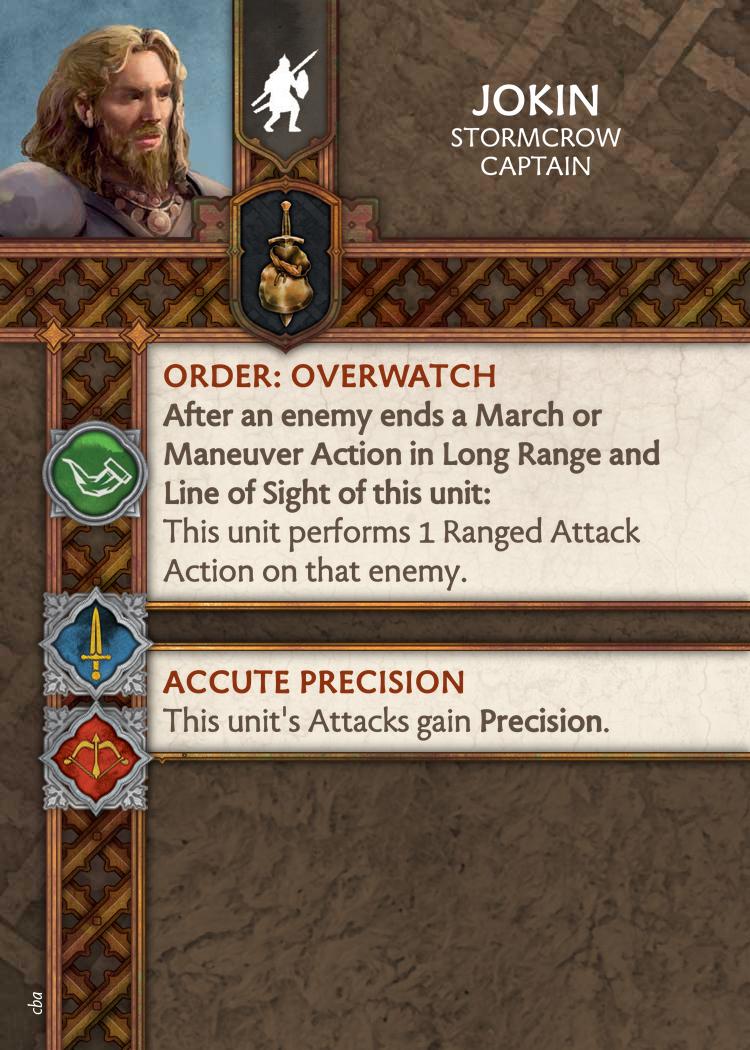 JOKIN
STORMCROW
CAPTAIN
ORDER: OVERWATCH
After an enemy ends a March or
Maneuver Action in Long Range and
Line of Sight of this unit:
This unit performs 1 Ranged Attack
Action on that enemy.
ACCUTE PRECISION
This unit's Attacks gain Precision.
cba